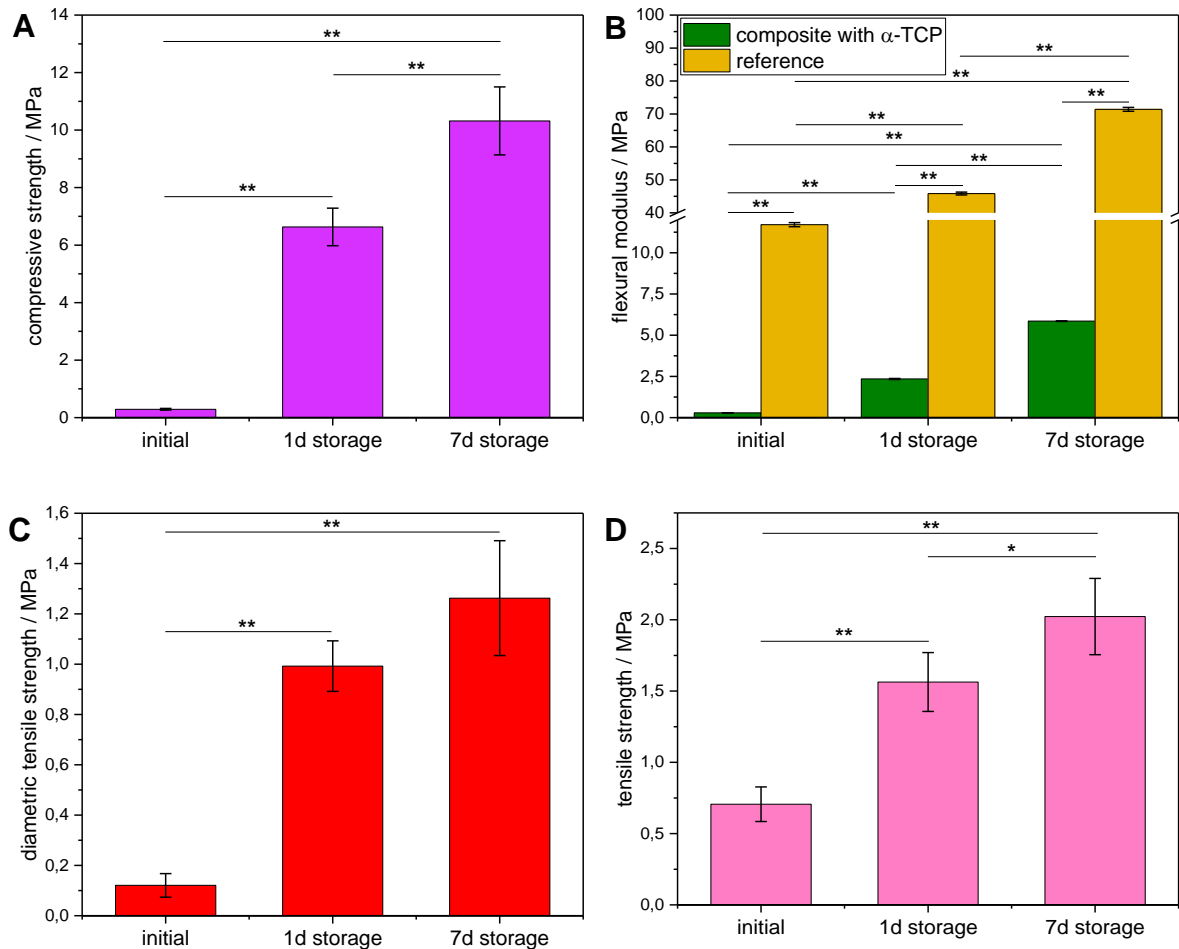 A
compressive strength / MPa
14
12
10
8
6
4
2
0
**
**
**
initial
1d storage
7d storage
B
flexural modulus / MPa
100
90
80
70
60
50
40
10,0
7,5
5,0
2,5
0,0
composite with α-TCP
reference
**
**
**
**
**
**
**
**
**
initial
1d storage
7d storage
C
diametric tensile strength / MPa
1,6
1,4
1,2
1,0
0,8
0,6
0,4
0,2
0,0
**
**
initial
1d storage
7d storage
D
tensile strength / MPa
2,5
2,0
1,5
1,0
0,5
0,0
**
*
**
initial
1d storage
7d storage